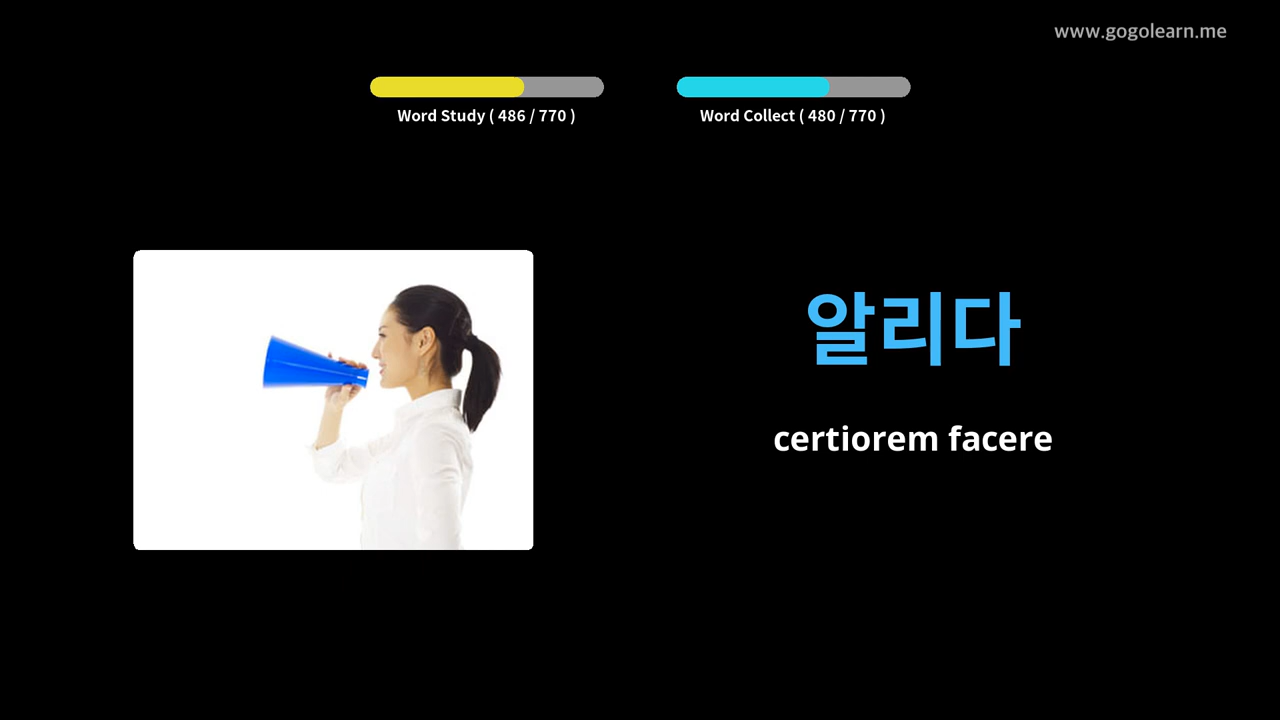 www.gogolearn.me
Word Study ( 486 / 770 )
Word Collect ( 480 / 770 )
알리다
certiorem facere